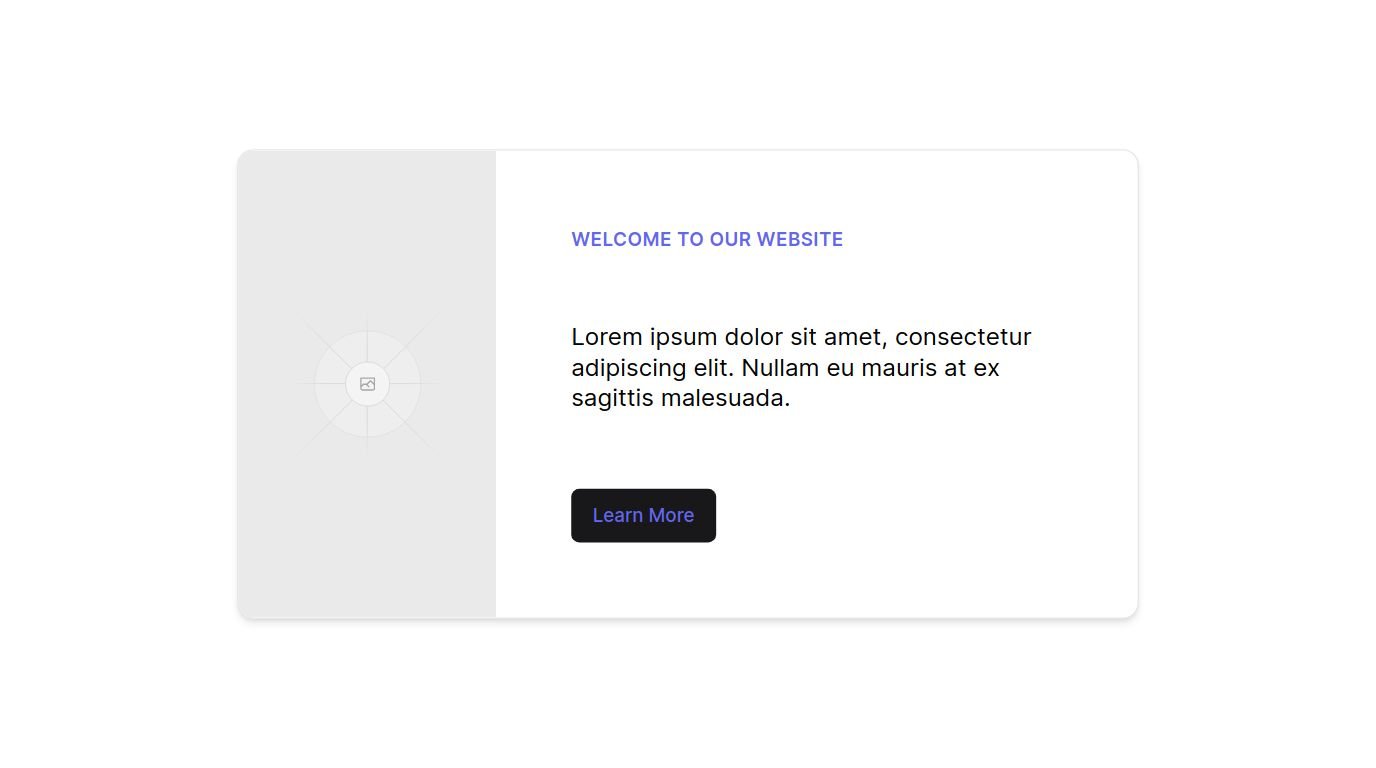 WELCOME TO OUR WEBSITE
Lorem ipsum dolor sit amet, consectetur
adipiscing elit. Nullam eu mauris at ex
sagittis malesuada.
Learn More